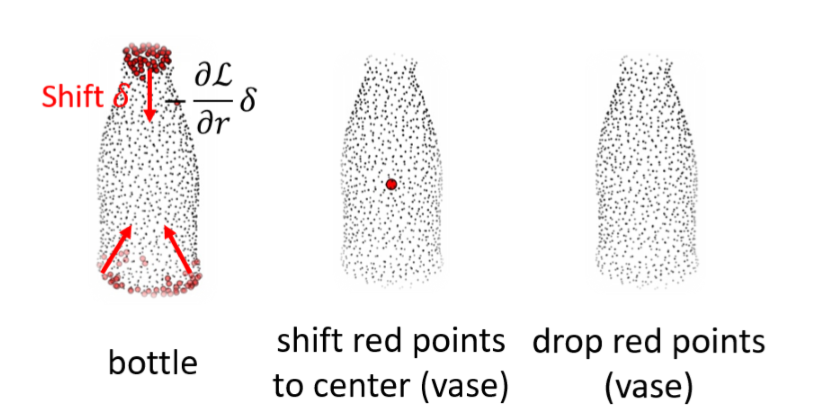 Shift δ
− ∂ℒ/∂r δ
bottle
shift red points
to center (vase)
drop red points
(vase)